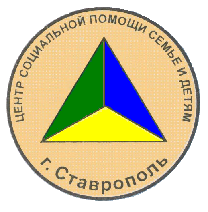 ЦЕНТР СОЦИАЛЬНОЙ ПОМОЩИ СЕМЬЕ И ДЕТЯМ
г. Ставрополь